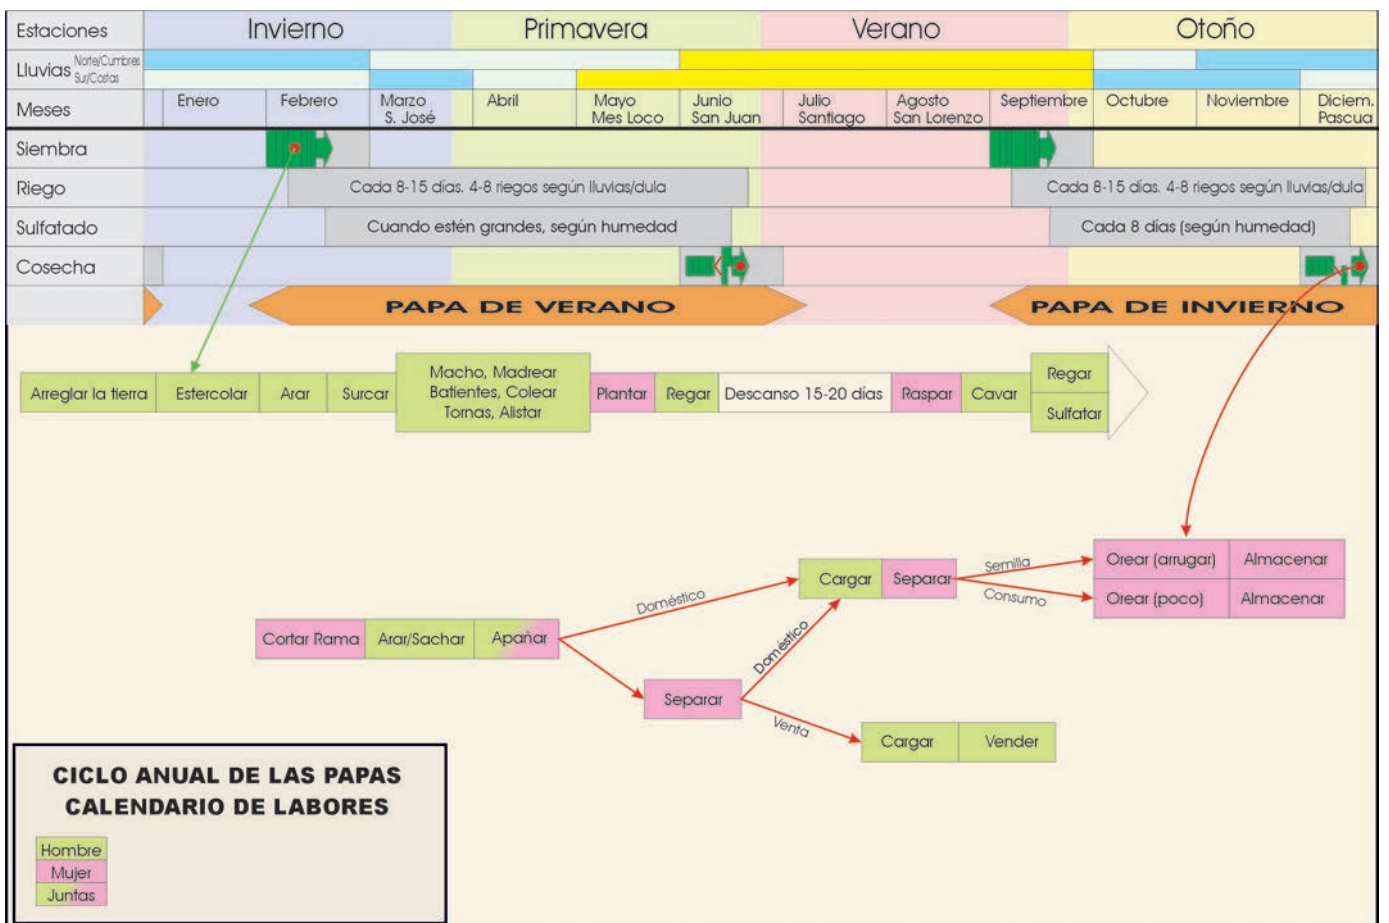 Estaciones
Invierno
Primavera
Verano
Otoño
Lluvias
Norte/Cumbres
Sur/Costas
Meses
Enero
Febrero
Marzo
S. José
Abril
Mayo
Mes Loco
Junio
San Juan
Julio
Santiago
Agosto
San Lorenzo
Septiembre
Octubre
Noviembre
Diciem.
Pascua
Siembra
Riego
Cada 8-15 días. 4-8 riegos según lluvias/dula
Cada 8-15 días. 4-8 riegos según lluvias/dula
Sulfatado
Cuando estén grandes, según humedad
Cada 8 días (según humedad)
Cosecha
PAPA DE VERANO
PAPA DE INVIERNO
Arreglar la tierra
Estercolar
Arar
Surcar
Macho, Madrear
Batientes, Colear
Tornas, Alistar
Plantar
Regar
Descanso 15-20 días
Raspar
Cavar
Regar
Sulfatar
Cortar Rama
Arar/Sachar
Apañar
Doméstico
Cargar
Separar
Semilla
Consumo
Orear (arrugar)
Almacenar
Orear (poco)
Almacenar
Separar
Doméstico
Venta
Cargar
Vender
CICLO ANUAL DE LAS PAPAS
CALENDARIO DE LABORES
Hombre
Mujer
Juntas